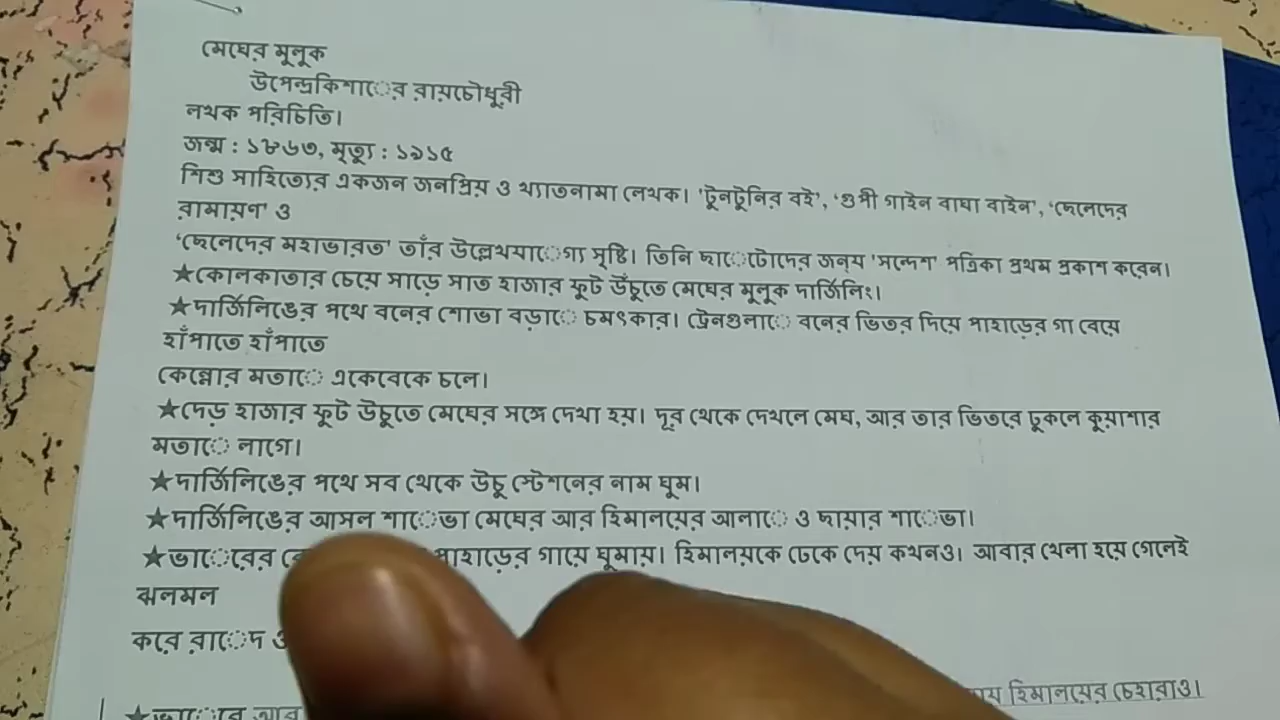 মেঘের মুলুক
উপেন্দ্রকিশাোের রায়চৌধুরী
লথক পরিচিতি।
জন্ম : ১৮৬৩, মৃত্যু : ১৯১৫
শিশু সাহিত্যের একজন জনপ্রিয় ও খ্যাতনামা লেখক। 'টুনটুনির বই', 'গুপী গাইন বাঘা বাইন', 'ছেলেদের
রামায়ণ' ও
'ছেলেদের মহাভারত' তাঁর উল্লেখযাোেগ্য সৃষ্টি। তিনি ছাোেটোদের জন্য 'সন্দেশ' পত্রিকা প্রথম প্রকাশ করেন।
★কোলকাতার চেয়ে সাড়ে সাত হাজার ফুট উঁচুতে মেঘের মুলুক দার্জিলিং।
★দার্জিলিঙের পথে বনের শোভা বড়াে চমৎকার। ট্রেনগুলাে বনের ভিতর দিয়ে পাহাড়ের গা বেয়ে
হাঁপাতে হাঁপাতে
কেন্নোর মতাে একেবেকে চলে।
★দেড় হাজার ফুট উচুতে মেঘের সঙ্গে দেখা হয়। দূর থেকে দেখলে মেঘ, আর তার ভিতরে ঢুকলে কুয়াশার
মতাে লাগে।
★দার্জিলিঙের পথে সব থেকে উচু স্টেশনের নাম ঘুম।
★দার্জিলিঙের আসল শােভা মেঘের আর হিমালয়ের আলাে ও ছায়ার শােভা।
★ভােরের পাহাড়ের গায়ে ঘুমায়। হিমালয়কে ঢেকে দেয় কখনও। আবার খেলা হয়ে গেলেই
ঝলমল
করে রােদ ও
★ভােরে আর হিমালয়ের চেহারাও।